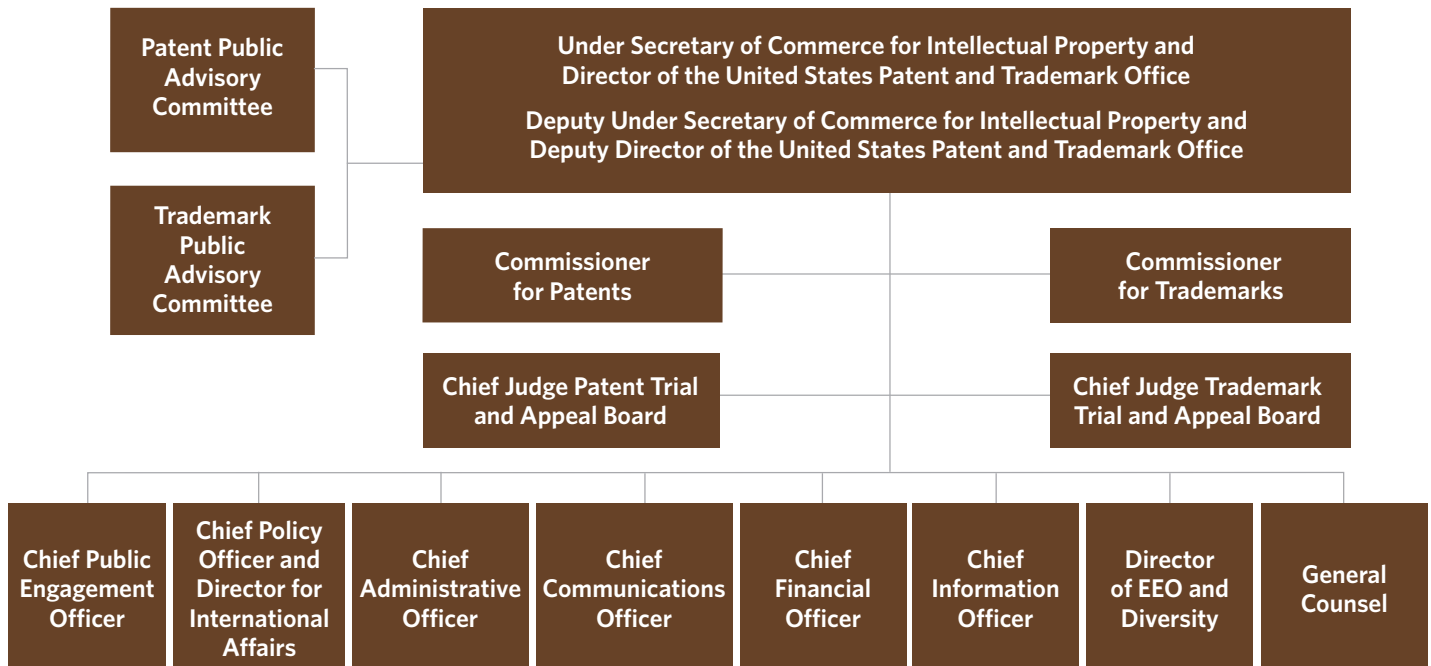 Patent Public
Advisory
Committee
Under Secretary of Commerce for Intellectual Property and
Director of the United States Patent and Trademark Office
Deputy Under Secretary of Commerce for Intellectual Property and
Deputy Director of the United States Patent and Trademark Office
Trademark
Public
Advisory
Committee
Commissioner
for Patents
Commissioner
for Trademarks
Chief Judge Patent Trial
and Appeal Board
Chief Judge Trademark
Trial and Appeal Board
Chief Public
Engagement
Officer
Chief Policy
Officer and
Director for
International
Affairs
Chief
Administrative
Officer
Chief
Communications
Officer
Chief
Financial
Officer
Chief
Information
Officer
Director
of EEO and
Diversity
General
Counsel